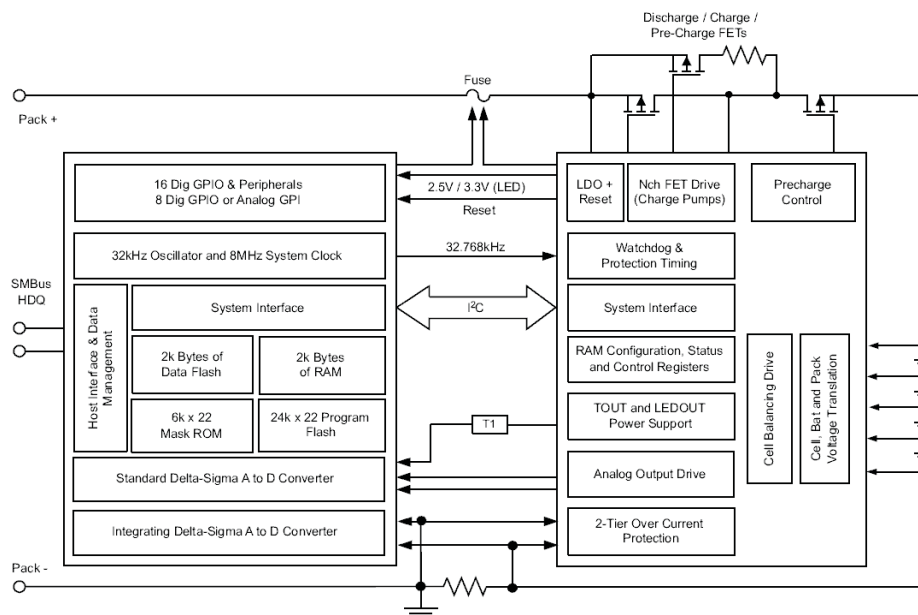 Discharge / Charge /
Pre-Charge FETs
Fuse
Pack +
16 Dig GPIO & Peripherals
8 Dig GPIO or Analog GPI
2.5V / 3.3V (LED)
Reset
LDO +
Reset
Nch FET Drive
(Charge Pumps)
Precharge
Control
32kHz Oscillator and 8MHz System Clock
32.768kHz
Watchdog &
Protection Timing
SMBus
HDQ
Host Interface & Data
Management
System Interface
I²C
System Interface
2k Bytes of
Data Flash
2k Bytes
of RAM
RAM Configuration, Status
and Control Registers
6k x 22
Mask ROM
24k x 22 Program
Flash
T1
TOUT and LEDOUT
Power Support
Cell Balancing Drive
Cell, Bat and Pack
Voltage Translation
Standard Delta-Sigma A to D Converter
Analog Output Drive
Integrating Delta-Sigma A to D Converter
2-Tier Over Current
Protection
Pack -